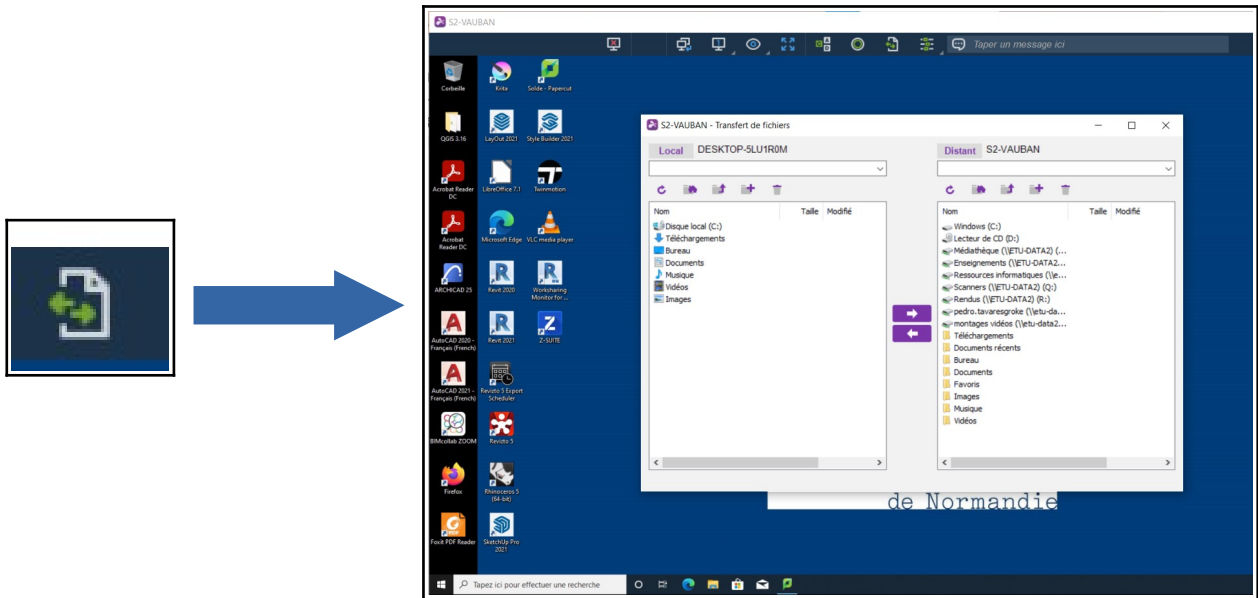 S2-VAUBAN
Taper un message ici
Corbeille
Krita
Solde - Papercut
QGIS 3.16
LayOut 2021
Style Builder 2021
Acrobat Reader
DC
LibreOffice 7.1
Twinmotion
Acrobat
Reader DC
Microsoft Edge
VLC media player
ARCHICAD 25
Revit 2020
Worksharing
Monitor for ...
AutoCAD 2020 -
Français (French)
Revit 2021
Z-SUITE
AutoCAD 2021 -
Français (French)
Revizto 5 Export
Scheduler
BIMcollab ZOOM
Revizto 5
Firefox
Rhinoceros 5
(64-bit)
Foxit PDF Reader
SketchUp Pro
2021
S2-VAUBAN - Transfert de fichiers
Local DESKTOP-5LU1R0M
Nom Taille Modifié
Disque local (C:)
Téléchargements
Bureau
Documents
Musique
Vidéos
Images
Distant S2-VAUBAN
Nom Taille Modifié
Windows (C:)
Lecteur de CD (D:)
Médiathèque (\\ETU-DATA2) (...
Enseignements (\\ETU-DATA2...
Ressources informatiques (\\e...
Scanners (\\ETU-DATA2) (Q:)
Rendus (\\ETU-DATA2) (R:)
pedro.tavaresgroke (\\etu-da...
montages vidéos (\\etu-data2...
Téléchargements
Documents récents
Bureau
Documents
Favoris
Images
Musique
Vidéos
de Normandie
Tapez ici pour effectuer une recherche